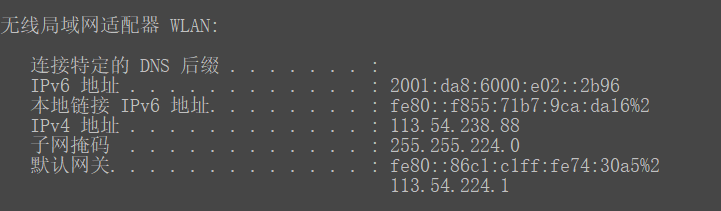 无线局域网适配器 WLAN:
连接特定的 DNS 后缀 . . . . . . . :
IPv6 地址 . . . . . . . . . . . . : 2001:da8:6000:e02::2b96
本地链接 IPv6 地址. . . . . . . . : fe80::f855:71b7:9ca:da16%2
IPv4 地址 . . . . . . . . . . . . : 113.54.238.88
子网掩码 . . . . . . . . . . . . : 255.255.224.0
默认网关. . . . . . . . . . . . . : fe80::86c1:c1ff:fe74:30a5%2
113.54.224.1